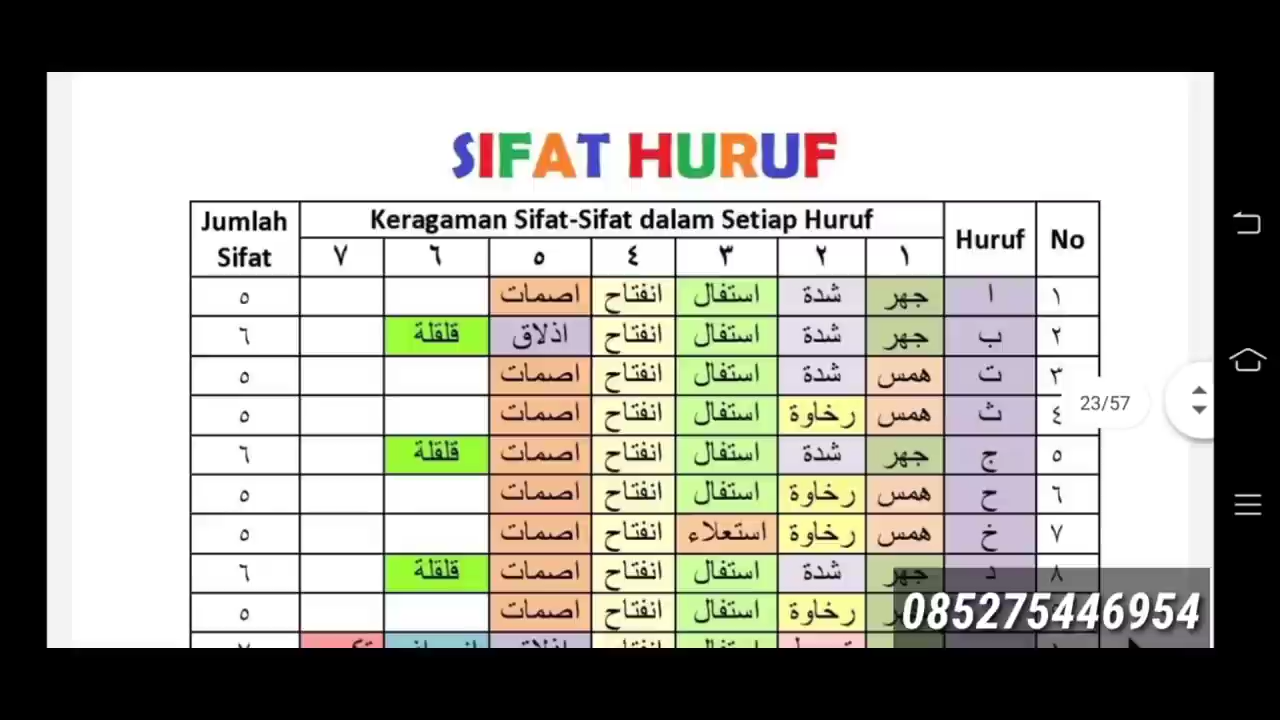 SIFAT HURUF
No Huruf Keragaman Sifat-Sifat dalam Setiap Huruf Jumlah Sifat
١ ٢ ٣ ٤ ٥ ٦ ٧
١ ا جهر شدة استفال انفتاح اصمات ٥
٢ ب جهر شدة استفال انفتاح اذلاق قلقلة ٦
٣ ت همس شدة استفال انفتاح اصمات ٥
٤ ث همس رخاوة استفال انفتاح اصمات ٥
٥ ج جهر شدة استفال انفتاح اصمات قلقلة ٦
٦ ح همس رخاوة استفال انفتاح اصمات ٥
٧ خ همس رخاوة استعلاء انفتاح اصمات ٥
٨ د جهر شدة استفال انفتاح اصمات قلقلة ٦
رخاوة استفال انفتاح اصمات ٥
23/57
085275446954